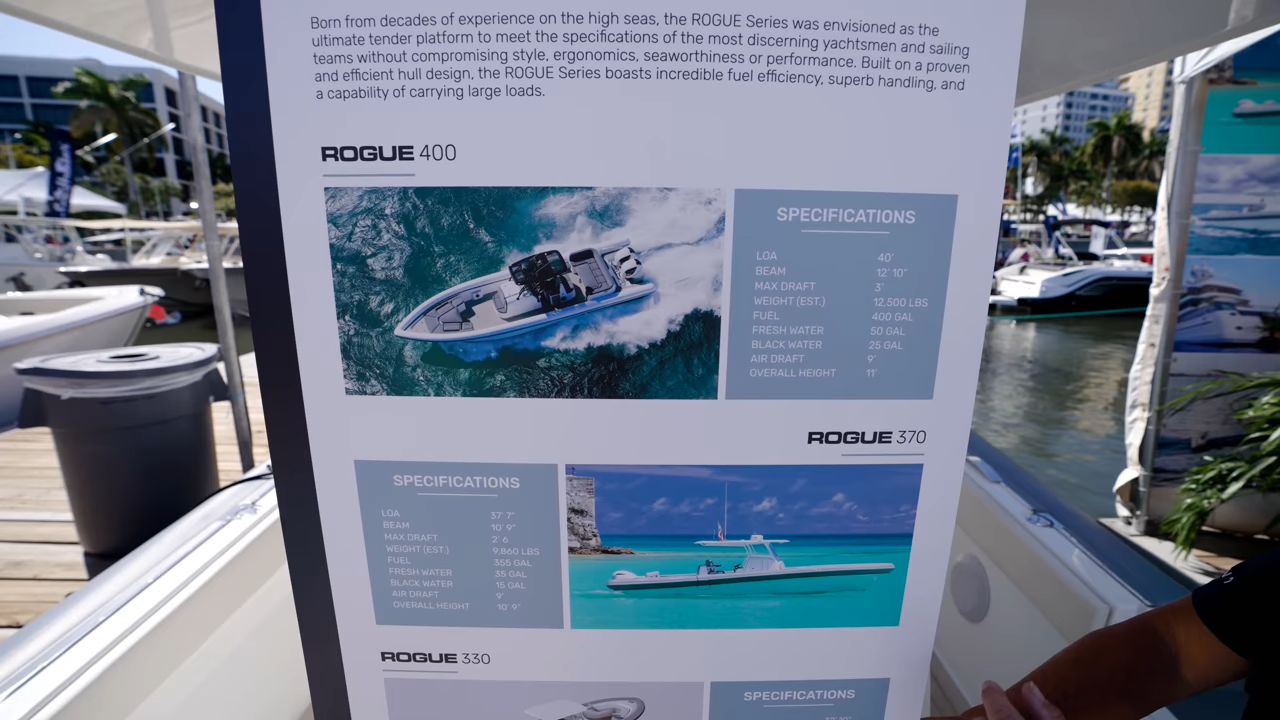 Born from decades of experience on the high seas, the ROGUE Series was envisioned as the
ultimate tender platform to meet the specifications of the most discerning yachtsmen and sailing
teams without compromising style, ergonomics, seaworthiness or performance. Built on a proven
and efficient hull design, the ROGUE Series boasts incredible fuel efficiency, superb handling, and
a capability of carrying large loads.
ROGUE 400
SPECIFICATIONS
LOA 40'
BEAM 12' 10"
MAX DRAFT 3'
WEIGHT (EST.) 12,500 LBS
FUEL 400 GAL
FRESH WATER 50 GAL
BLACK WATER 25 GAL
AIR DRAFT 9'
OVERALL HEIGHT 11'
ROGUE 370
SPECIFICATIONS
LOA 37' 7"
BEAM 10' 9"
MAX DRAFT 2' 6
WEIGHT (EST.) 9,860 LBS
FUEL 355 GAL
FRESH WATER 35 GAL
BLACK WATER 15 GAL
AIR DRAFT 9'
OVERALL HEIGHT 10' 9"
ROGUE 330
SPECIFICATIONS